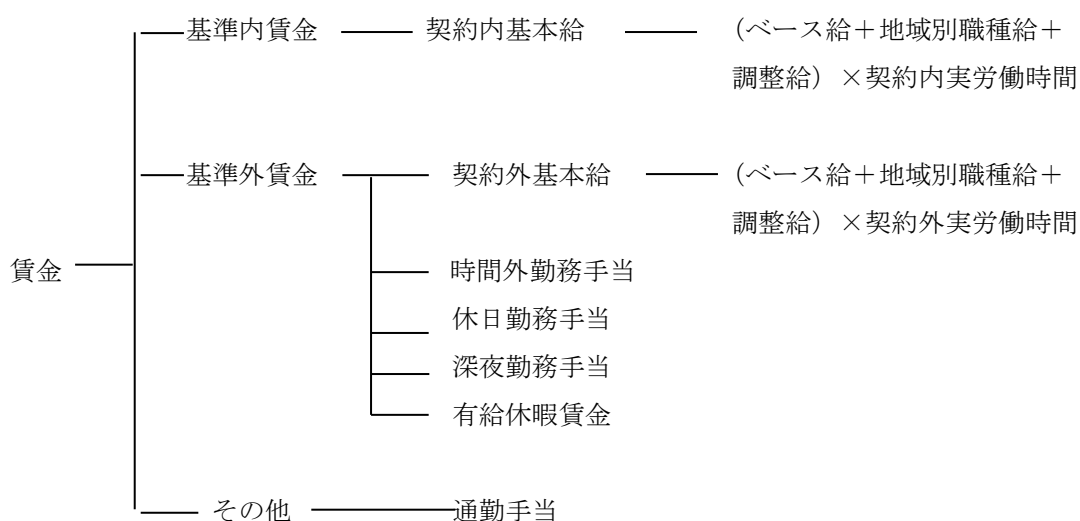 基準内賃金 契約内基本給 (ベース給+地域別職種給+
調整給)×契約内実労働時間
基準外賃金 契約外基本給 (ベース給+地域別職種給+
調整給)×契約外実労働時間
賃金 時間外勤務手当
休日勤務手当
深夜勤務手当
有給休暇賃金
その他 通勤手当